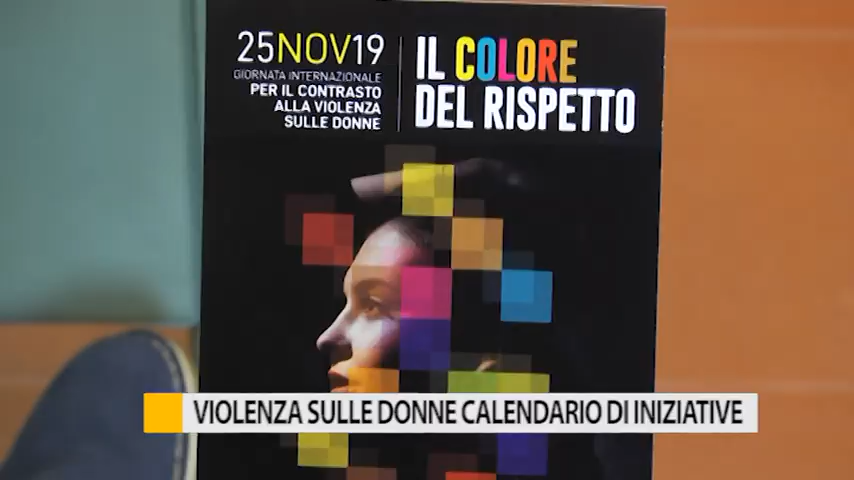 25NOV19
GIORNATA INTERNAZIONALE
PER IL CONTRASTO
ALLA VIOLENZA
SULLE DONNE
IL COLORE
DEL RISPETTO
VIOLENZA SULLE DONNE CALENDARIO DI INIZIATIVE